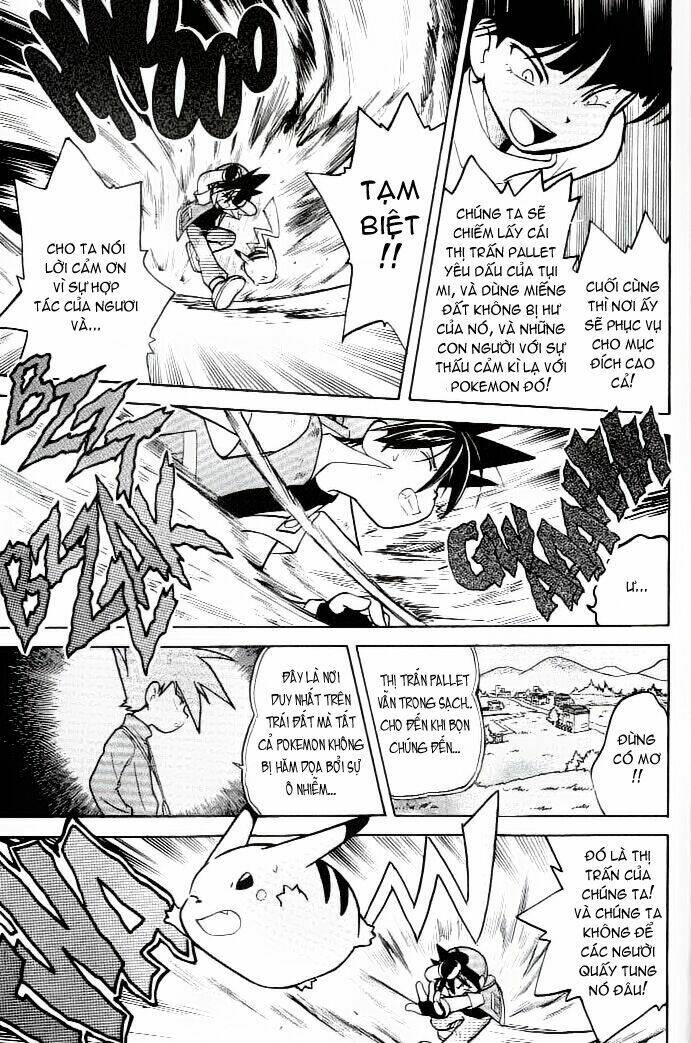 CUỐI CÙNG
THÌ NƠI ẤY
SẼ PHỤC VỤ
CHO MỤC
ĐÍCH CAO
CẢ!
CHÚNG TA SẼ
CHIẾM LẤY CÁI
THỊ TRẤN PALLET
YÊU DẤU CỦA TỤI
MI, VÀ DÙNG MIẾNG
ĐẤT KHÔNG BỊ HƯ
CỦA NÓ, VÀ NHỮNG
CON NGƯỜI VỚI SỰ
THẤU CẢM KÌ LẠ VỚI
POKEMON ĐÓ!
TẠM
BIỆT
!!
CHO TA NÓI
LỜI CẢM ƠN
VÌ SỰ HỢP
TÁC CỦA NGƯƠI
VÀ...
Ư...
BZZT
BZZAK
ĐỪNG
CÓ MƠ
!!
THỊ TRẤN PALLET
VẪN TRONG SẠCH.
CHO ĐẾN KHI BỌN
CHÚNG ĐẾN...
ĐÂY LÀ NƠI
DUY NHẤT TRÊN
TRÁI ĐẤT MÀ TẤT
CẢ POKEMON KHÔNG
BỊ HĂM DỌA BỞI SỰ
Ô NHIỄM...
ĐÓ LÀ THỊ
TRẤN CỦA
CHÚNG TA!
VÀ CHÚNG TA
KHÔNG ĐỂ
CÁC NGƯỜI
QUẤY TUNG
NÓ ĐÂU!